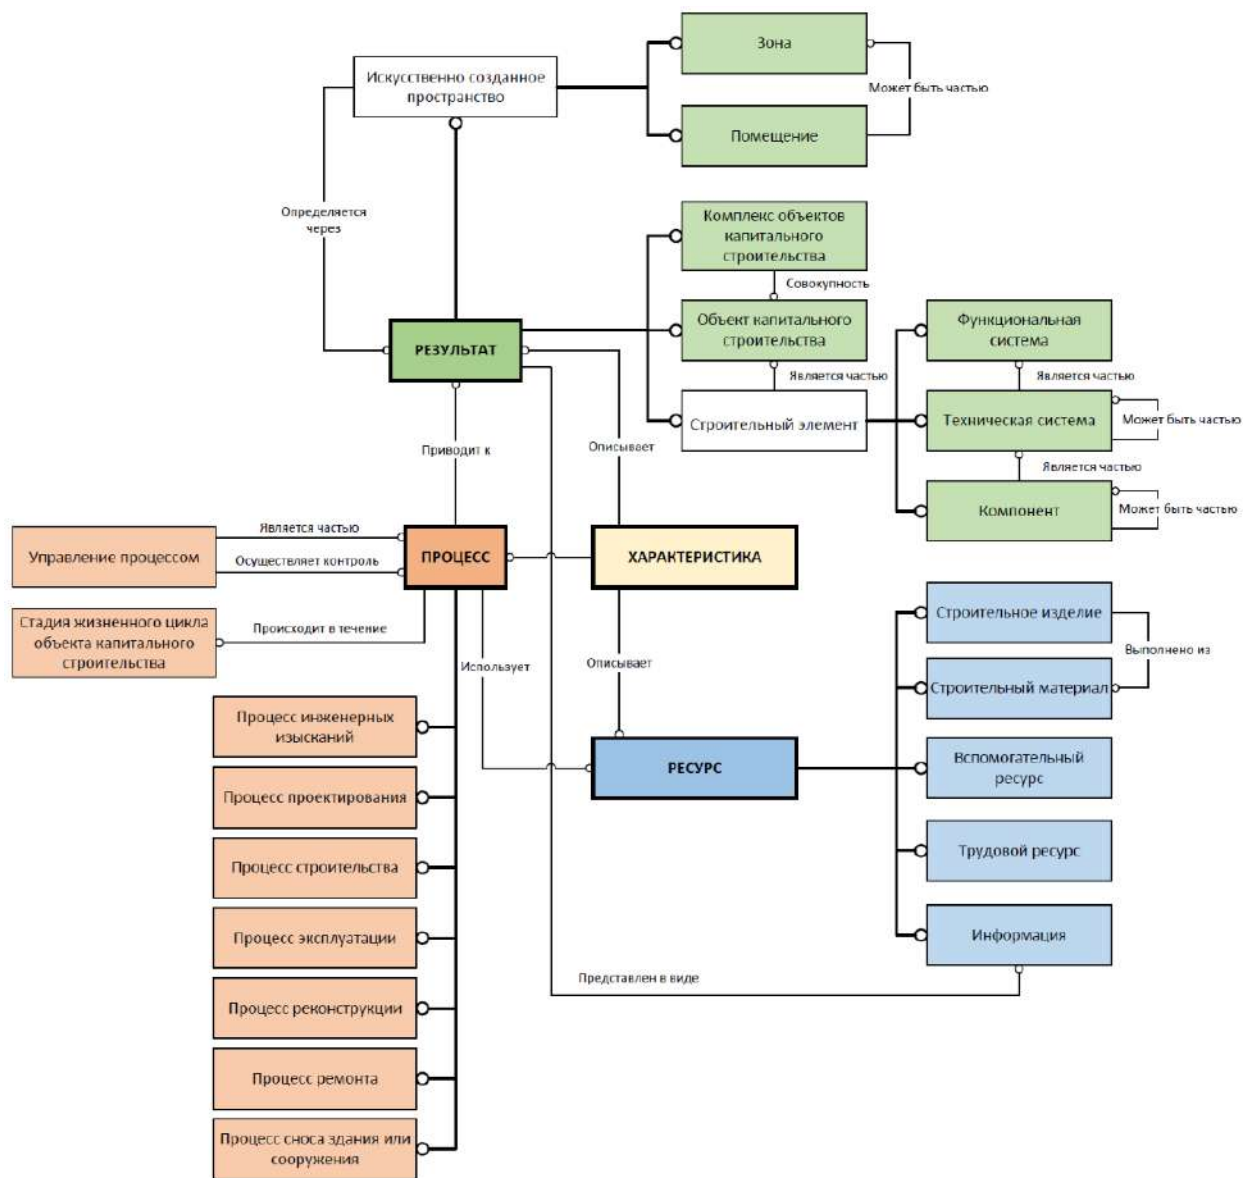 Зона
Искусственно созданное
пространство
Может быть частью
Помещение
Определяется
через
Комплекс объектов
капитального
строительства
Совокупность
Объект капитального
строительства
Функциональная
система
РЕЗУЛЬТАТ
Является частью
Является частью
Строительный элемент
Техническая система
Может быть частью
Приводит к
Описывает
Является частью
Компонент
Может быть частью
Является частью
Управление процессом
Осуществляет контроль
ПРОЦЕСС
ХАРАКТЕРИСТИКА
Стадия жизненного цикла
объекта капитального
строительства
Происходит в течение
Строительное изделие
Использует
Описывает
Выполнено из
Строительный материал
Процесс инженерных
изысканий
РЕСУРС
Вспомогательный
ресурс
Процесс проектирования
Процесс строительства
Трудовой ресурс
Процесс эксплуатации
Информация
Представлен в виде
Процесс реконструкции
Процесс ремонта
Процесс сноса здания или
сооружения